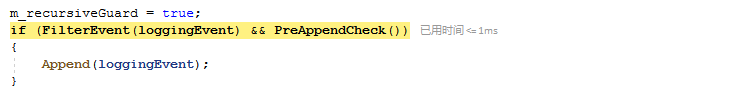 m_recursiveGuard = true;
if (FilterEvent(loggingEvent) && PreAppendCheck()) 已用时间<=1ms
{
    Append(loggingEvent);
}